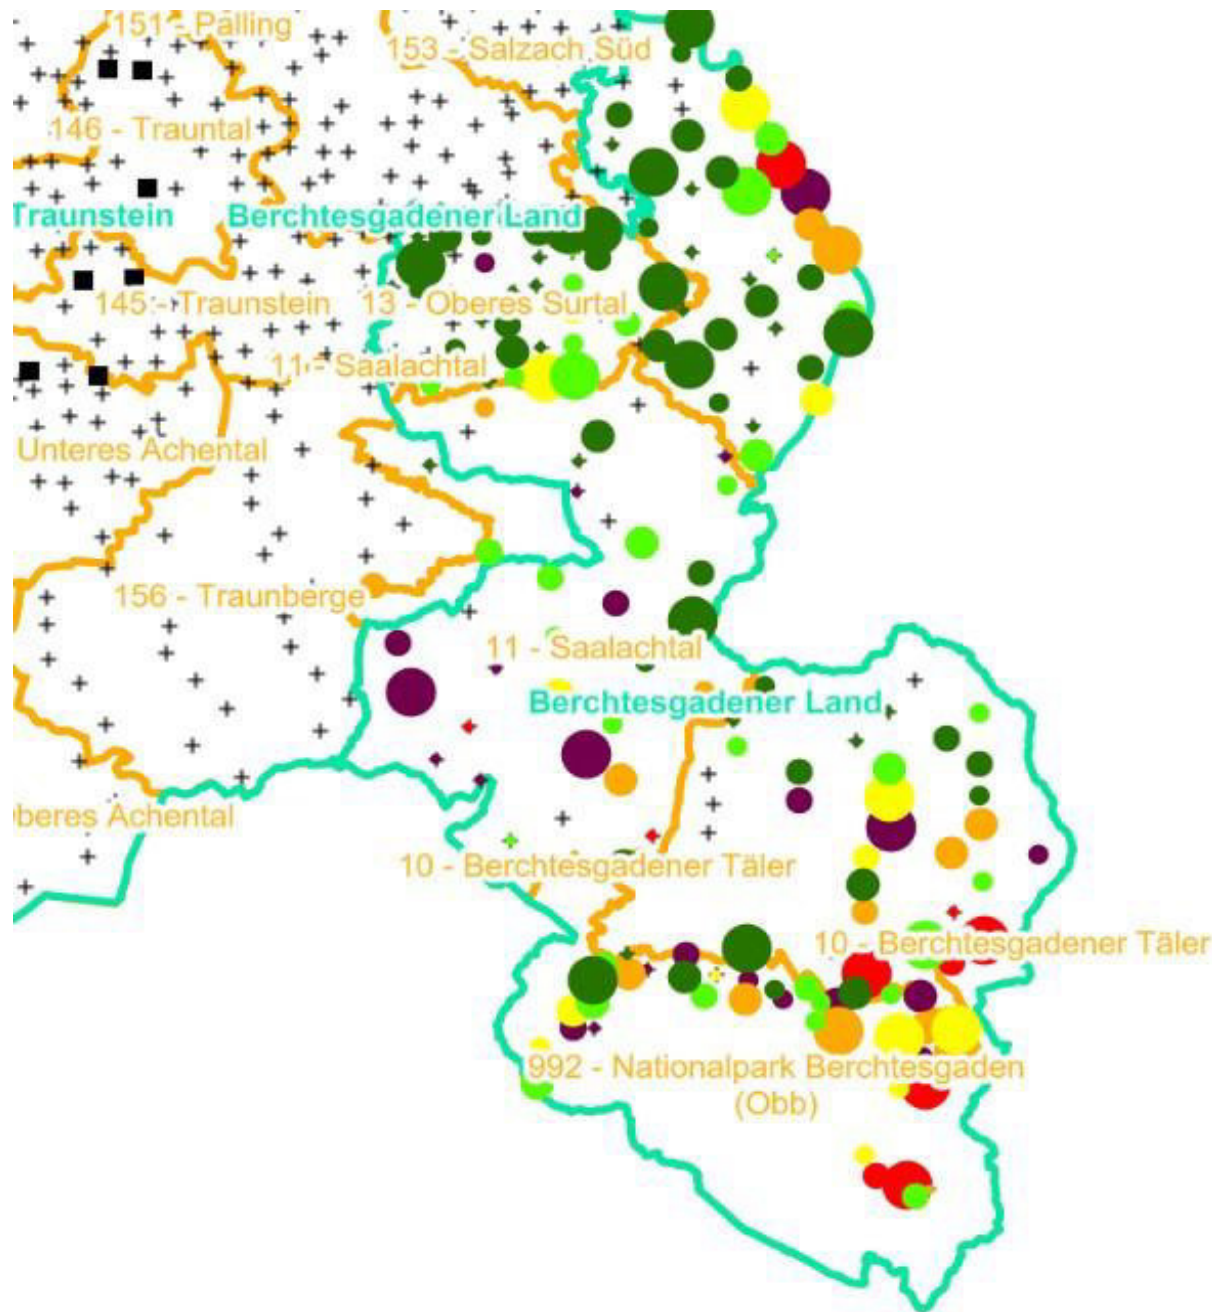 151 - Palling
153 - Salzach Süd
146 - Trauntal
Traunstein
Berchtesgadener Land
145 - Traunstein
13 - Oberes Surtal
11 - Saalachtal
Unteres Achental
156 - Traunberge
11 - Saalachtal
Berchtesgadener Land
Achental
10 - Berchtesgadener Täler
10 - Berchtesgadener Täler
992 - Nationalpark Berchtesgaden
(Obb)